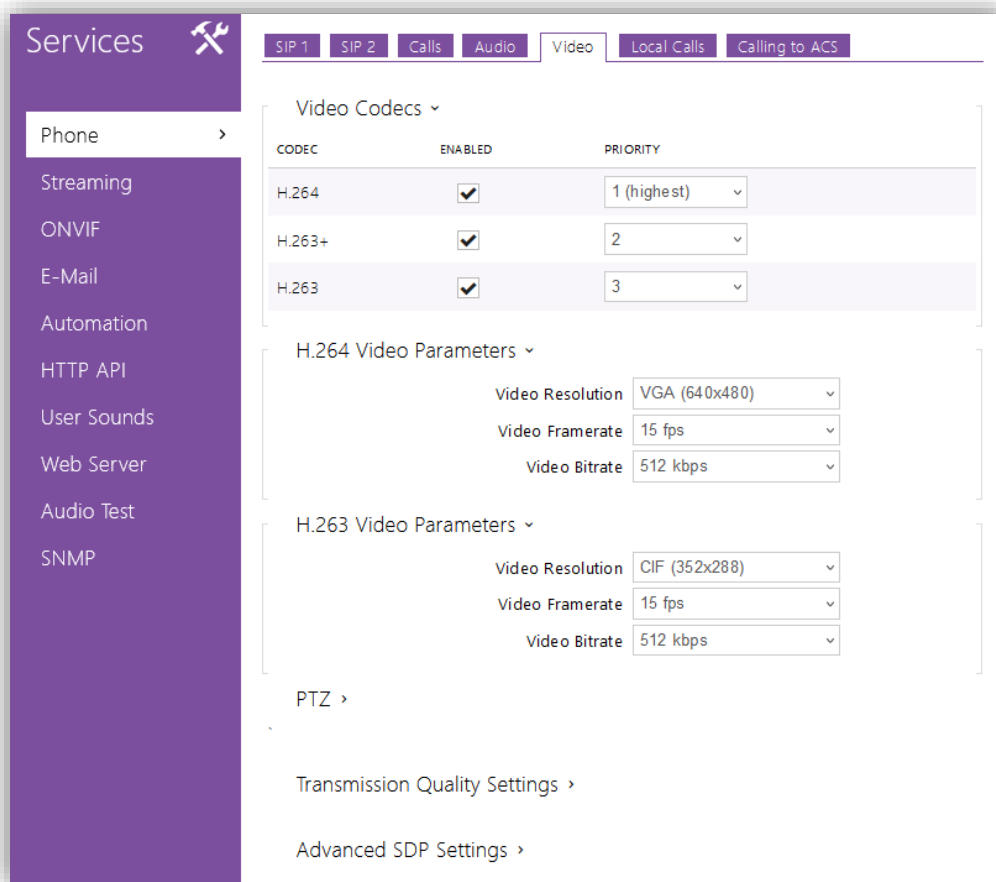 Services
Phone
Streaming
ONVIF
E-Mail
Automation
HTTP API
User Sounds
Web Server
Audio Test
SNMP
SIP 1 SIP 2 Calls Audio Video Local Calls Calling to ACS
Video Codecs
CODEC ENABLED PRIORITY
H.264 1 (highest)
H.263+ 2
H.263 3
H.264 Video Parameters
Video Resolution VGA (640x480)
Video Framerate 15 fps
Video Bitrate 512 kbps
H.263 Video Parameters
Video Resolution CIF (352x288)
Video Framerate 15 fps
Video Bitrate 512 kbps
PTZ
`
Transmission Quality Settings
Advanced SDP Settings